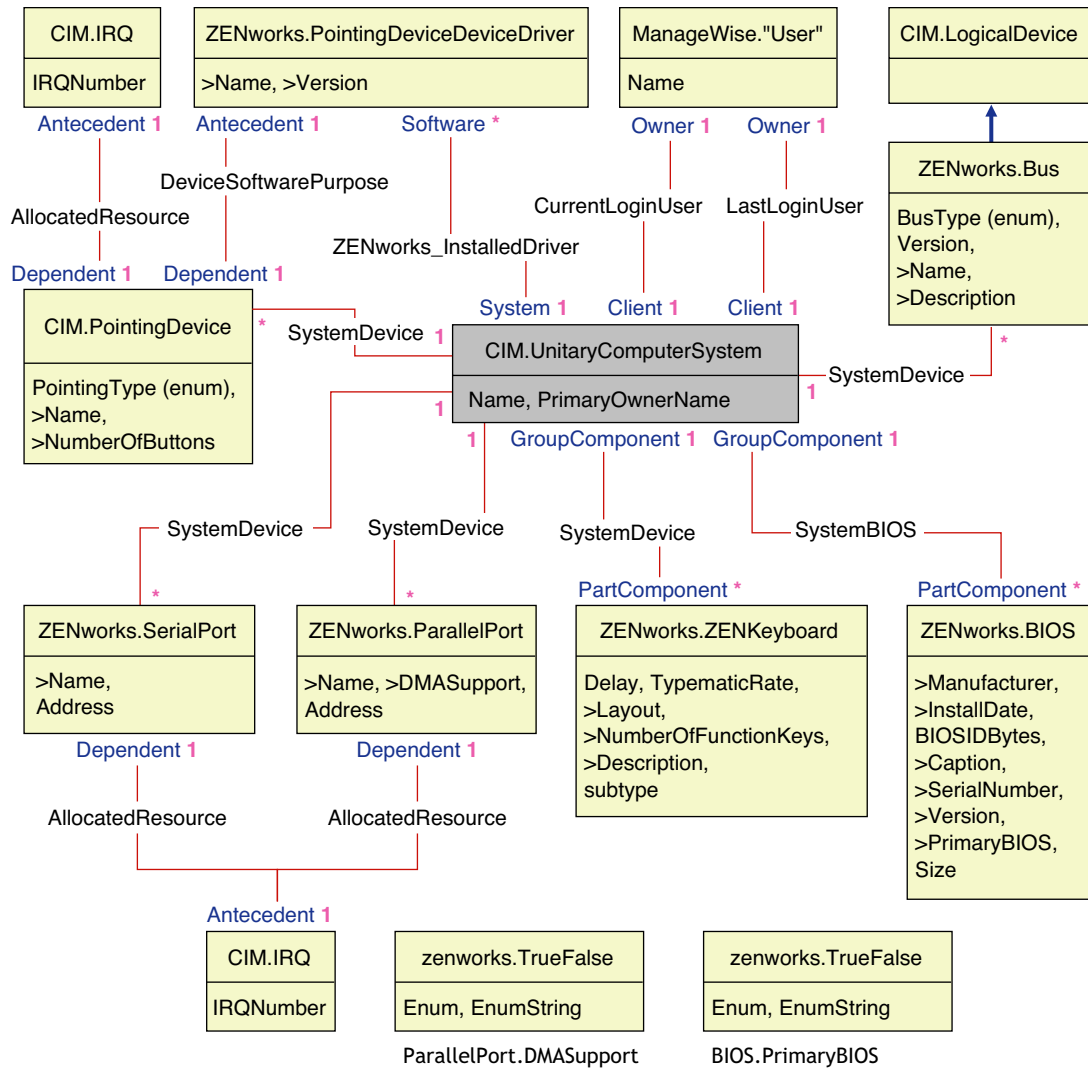 CIM.IRQ
IRQNumber
ZENworks.PointingDeviceDeviceDriver
>Name, >Version
ManageWise."User"
Name
CIM.LogicalDevice
Antecedent 1
Antecedent 1
Software *
Owner 1
Owner 1
DeviceSoftwarePurpose
AllocatedResource
CurrentLoginUser
LastLoginUser
ZENworks_InstalledDriver
ZENworks.Bus
BusType (enum),
Version,
>Name,
>Description
*
Dependent 1
Dependent 1
System 1
Client 1
Client 1
CIM.PointingDevice
PointingType (enum),
>Name,
>NumberOfButtons
*
SystemDevice
1
CIM.UnitaryComputerSystem
Name, PrimaryOwnerName
SystemDevice
1
1
1
GroupComponent 1
GroupComponent 1
SystemDevice
SystemDevice
SystemDevice
SystemBIOS
*
*
PartComponent *
PartComponent *
ZENworks.SerialPort
>Name,
Address
ZENworks.ParallelPort
>Name, >DMASupport,
Address
ZENworks.ZENKeyboard
Delay, TypematicRate,
>Layout,
>NumberOfFunctionKeys,
>Description,
subtype
ZENworks.BIOS
>Manufacturer,
>InstallDate,
BIOSIDBytes,
>Caption,
>SerialNumber,
>Version,
>PrimaryBIOS,
Size
Dependent 1
Dependent 1
AllocatedResource
AllocatedResource
Antecedent 1
CIM.IRQ
IRQNumber
zenworks.TrueFalse
Enum, EnumString
ParallelPort.DMASupport
zenworks.TrueFalse
Enum, EnumString
BIOS.PrimaryBIOS